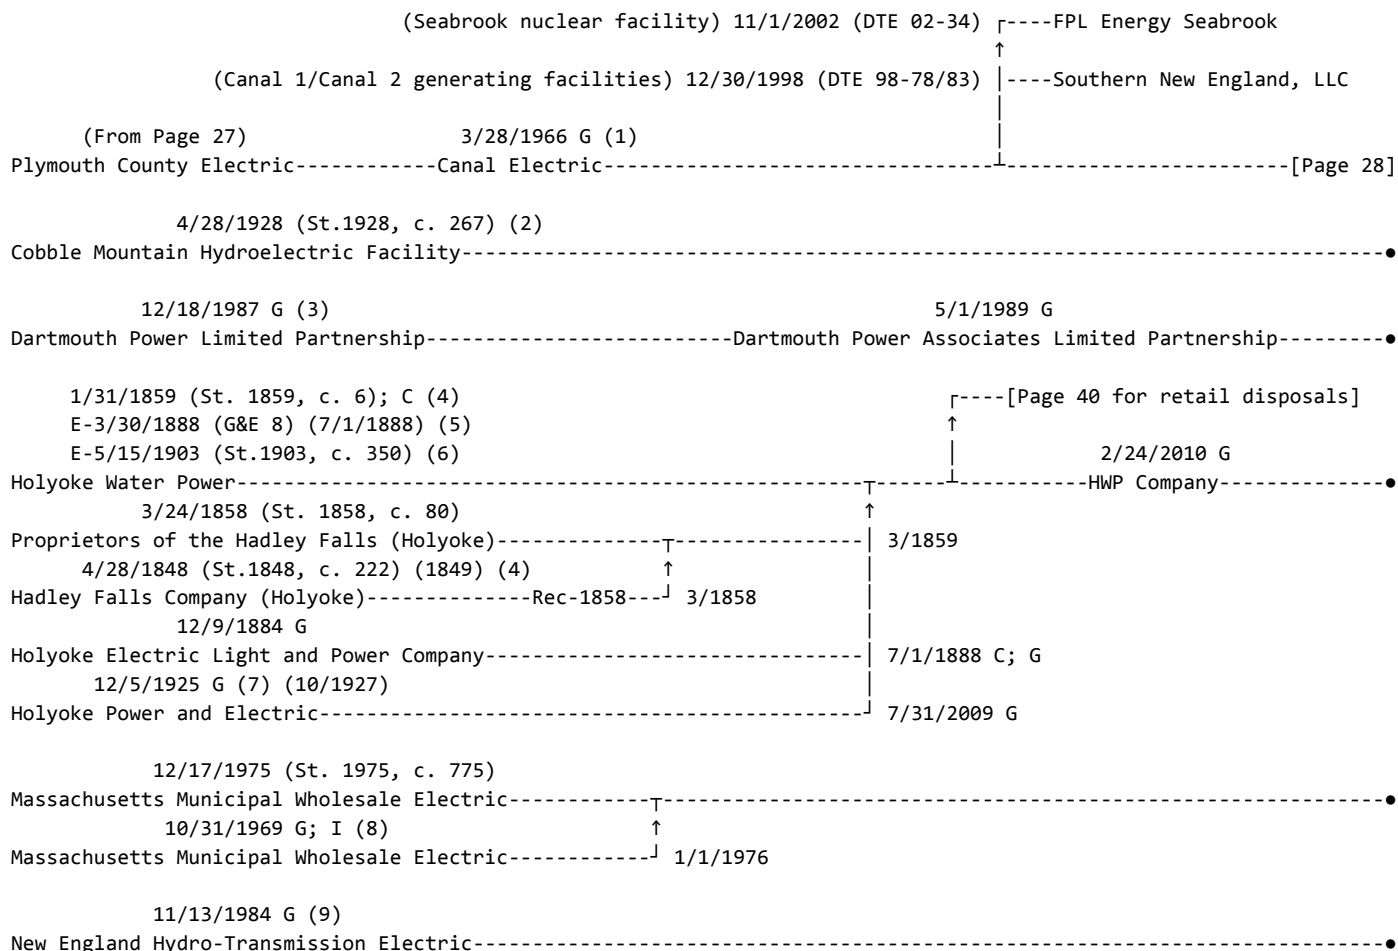 (Seabrook nuclear facility) 11/1/2002 (DTE 02-34) ┌----FPL Energy Seabrook
↑
(Canal 1/Canal 2 generating facilities) 12/30/1998 (DTE 98-78/83) │----Southern New England, LLC
│
(From Page 27) 3/28/1966 G (1) │
Plymouth County Electric------------Canal Electric----------------------------------┴------------------------[Page 28]
4/28/1928 (St.1928, c. 267) (2)
Cobble Mountain Hydroelectric Facility-------------------------------------------------------------------------------●
12/18/1987 G (3) 5/1/1989 G
Dartmouth Power Limited Partnership--------------------------Dartmouth Power Associates Limited Partnership---------●
1/31/1859 (St. 1859, c. 6); C (4) ┌----[Page 40 for retail disposals]
E-3/30/1888 (G&E 8) (7/1/1888) (5) ↑
E-5/15/1903 (St.1903, c. 350) (6) │ 2/24/2010 G
Holyoke Water Power------------------------------------------------------┬------┴-----------HWP Company--------------●
3/24/1858 (St. 1858, c. 80) ↑
Proprietors of the Hadley Falls (Holyoke)--------------┬----------------│ 3/1859
4/28/1848 (St.1848, c. 222) (1849) (4) ↑ │
Hadley Falls Company (Holyoke)--------------Rec-1858---┘ 3/1858 │
12/9/1884 G │
Holyoke Electric Light and Power Company--------------------------------│ 7/1/1888 C; G
12/5/1925 G (7) (10/1927) │
Holyoke Power and Electric----------------------------------------------┘ 7/31/2009 G
12/17/1975 (St. 1975, c. 775)
Massachusetts Municipal Wholesale Electric------------┬--------------------------------------------------------------●
10/31/1969 G; I (8) ↑
Massachusetts Municipal Wholesale Electric------------┘ 1/1/1976
11/13/1984 G (9)
New England Hydro-Transmission Electric------------------------------------------------------------------------------●